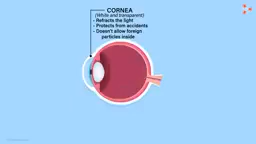 CORNEA
(White and transparent)
- Refracts the light
- Protects from accidents
- Doesn't allow foreign
particles inside